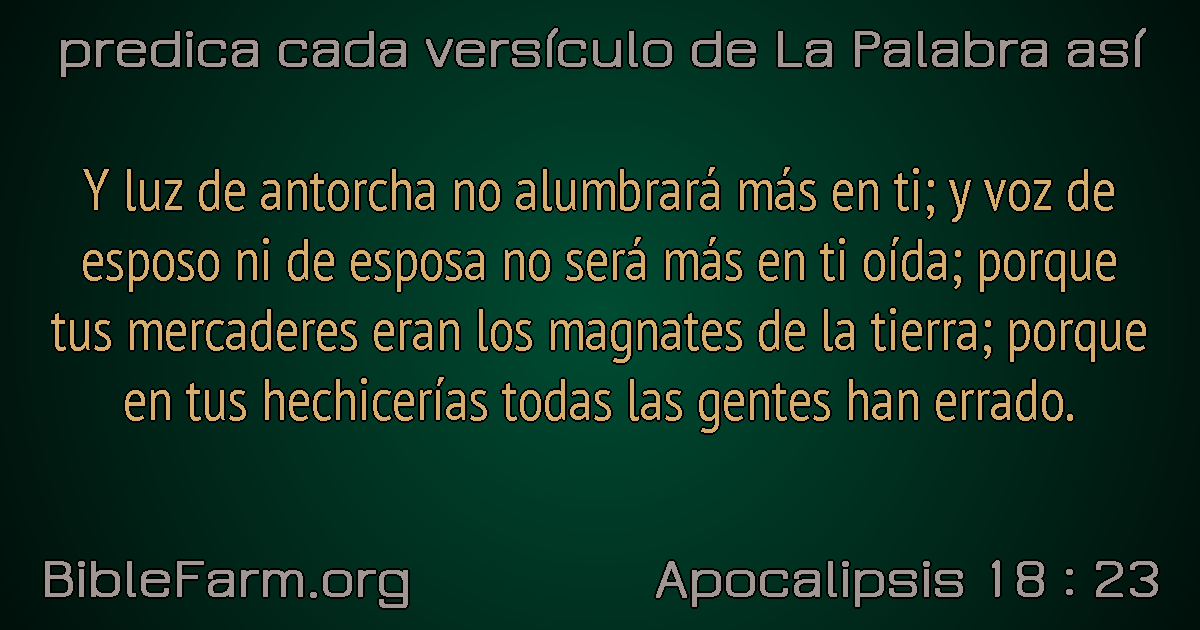 predica cada versículo de La Palabra así
Y luz de antorcha no alumbrará más en ti; y voz de
esposo ni de esposa no será más en ti oída; porque
tus mercaderes eran los magnates de la tierra; porque
en tus hechicerías todas las gentes han errado.
BibleFarm.org
Apocalipsis 18 : 23